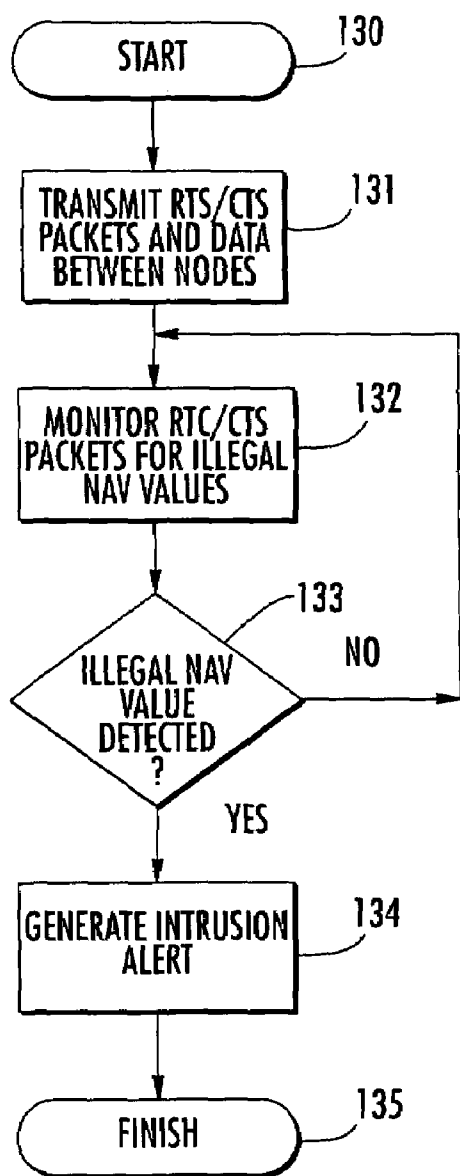 START
130
TRANSMIT RTS/CTS
PACKETS AND DATA
BETWEEN NODES
131
MONITOR RTC/CTS
PACKETS FOR ILLEGAL
NAV VALUES
132
133
ILLEGAL NAV
VALUE
DETECTED
?
NO
YES
GENERATE INTRUSION
ALERT
134
FINISH
135